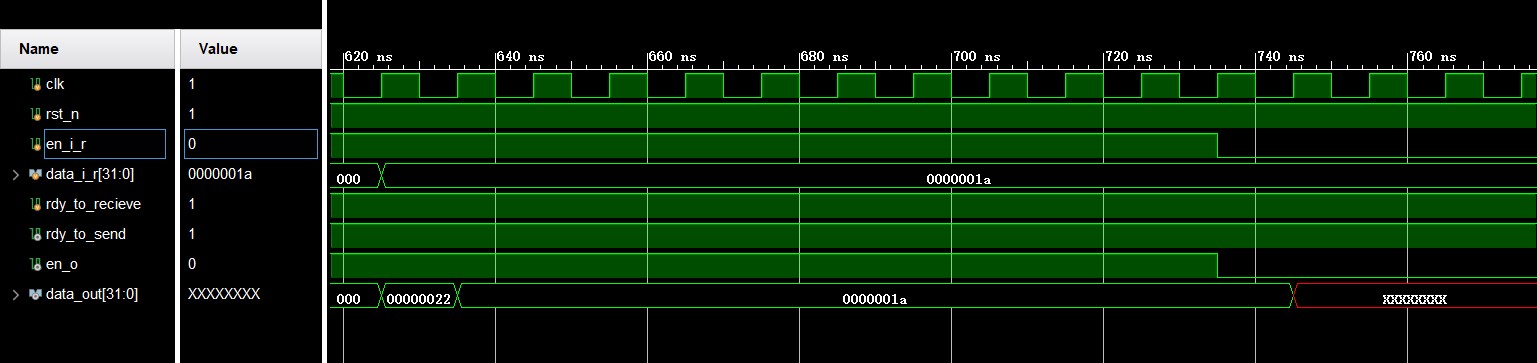 Name Value 620 ns 640 ns 660 ns 680 ns 700 ns 720 ns 740 ns 760 ns
clk 1
rst_n 1
en_i_r 0
data_i_r[31:0] 0000001a 000 0000001a
rdy_to_recieve 1
rdy_to_send 1
en_o 0
data_out[31:0] XXXXXXXX 000 00000022 0000001a XXXXXXXX